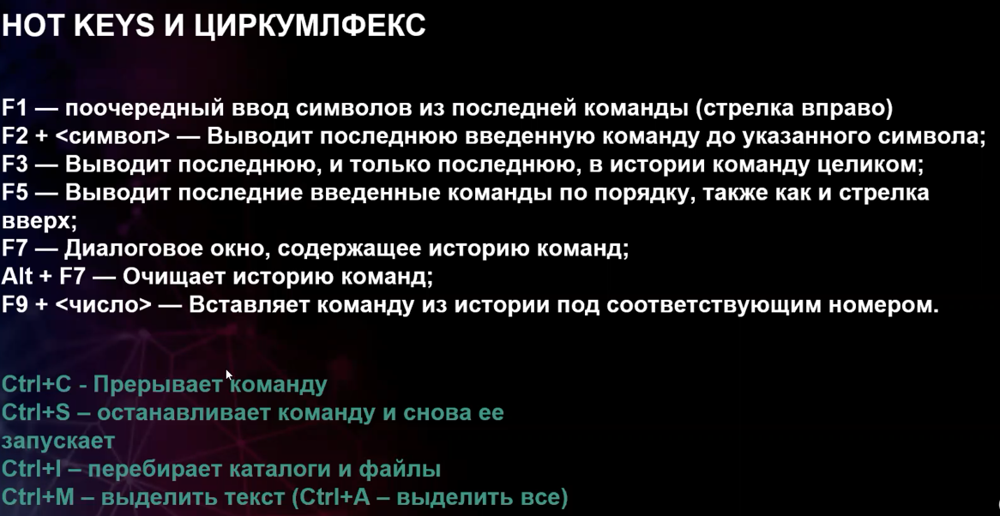 HOT KEYS И ЦИРКУМЛФЕКС
F1 — поочередный ввод символов из последней команды (стрелка вправо)
F2 + <символ> — Выводит последнюю введенную команду до указанного символа;
F3 — Выводит последнюю, и только последнюю, в истории команду целиком;
F5 — Выводит последние введенные команды по порядку, также как и стрелка
вверх;
F7 — Диалоговое окно, содержащее историю команд;
Alt + F7 — Очищает историю команд;
F9 + <число> — Вставляет команду из истории под соответствующим номером.
Ctrl+C - Прерывает команду
Ctrl+S – останавливает команду и снова ее
запускает
Ctrl+I – перебирает каталоги и файлы
Ctrl+M – выделить текст (Ctrl+A – выделить все)